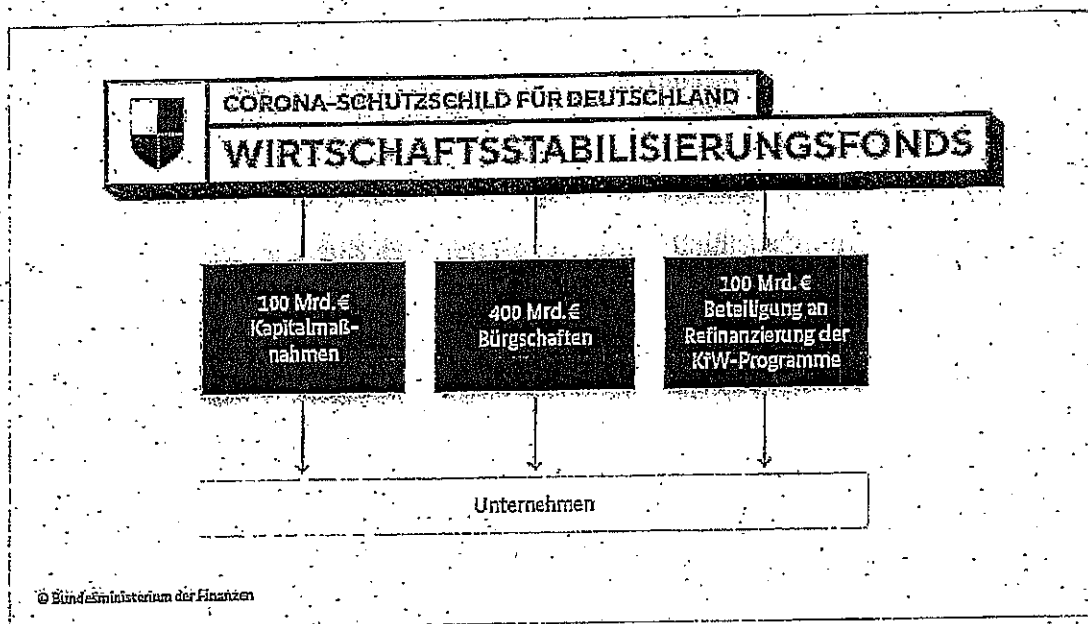 CORONA-SCHUTZSCHILD FÜR DEUTSCHLAND
WIRTSCHAFTSSTABILISIERUNGSFONDS
100 Mrd. €
Kapitalmaß-
nahmen
400 Mrd. €
Bürgschaften
100 Mrd. €
Beteiligung an
Refinanzierung der
KfW-Programme
Unternehmen
© Bundesministerium der Finanzen